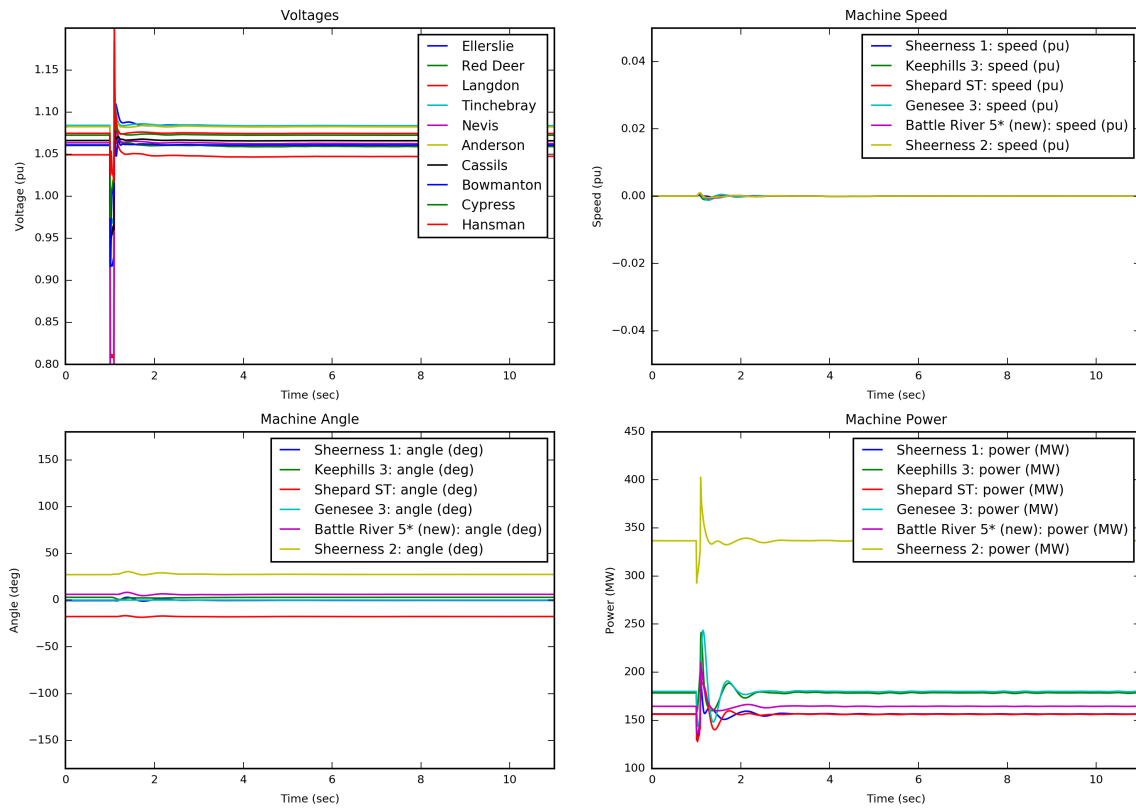 Voltages
1.15
1.10
1.05
1.00
0.95
0.90
0.85
0.80
Voltage (pu)
0 2 4 6 8 10
Time (sec)
Ellerslie
Red Deer
Langdon
Tinchebray
Nevis
Anderson
Cassils
Bowmanton
Cypress
Hansman
Machine Speed
0.04
0.02
0.00
−0.02
−0.04
Speed (pu)
0 2 4 6 8 10
Time (sec)
Sheerness 1: speed (pu)
Keephills 3: speed (pu)
Shepard ST: speed (pu)
Genesee 3: speed (pu)
Battle River 5* (new): speed (pu)
Sheerness 2: speed (pu)
Machine Angle
150
100
50
0
−50
−100
−150
Angle (deg)
0 2 4 6 8 10
Time (sec)
Sheerness 1: angle (deg)
Keephills 3: angle (deg)
Shepard ST: angle (deg)
Genesee 3: angle (deg)
Battle River 5* (new): angle (deg)
Sheerness 2: angle (deg)
Machine Power
450
400
350
300
250
200
150
100
Power (MW)
0 2 4 6 8 10
Time (sec)
Sheerness 1: power (MW)
Keephills 3: power (MW)
Shepard ST: power (MW)
Genesee 3: power (MW)
Battle River 5* (new): power (MW)
Sheerness 2: power (MW)